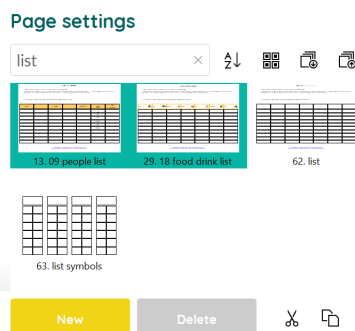 Page settings
list
13. 09 people list
29. 18 food drink list
62. list
63. list symbols
New
Delete